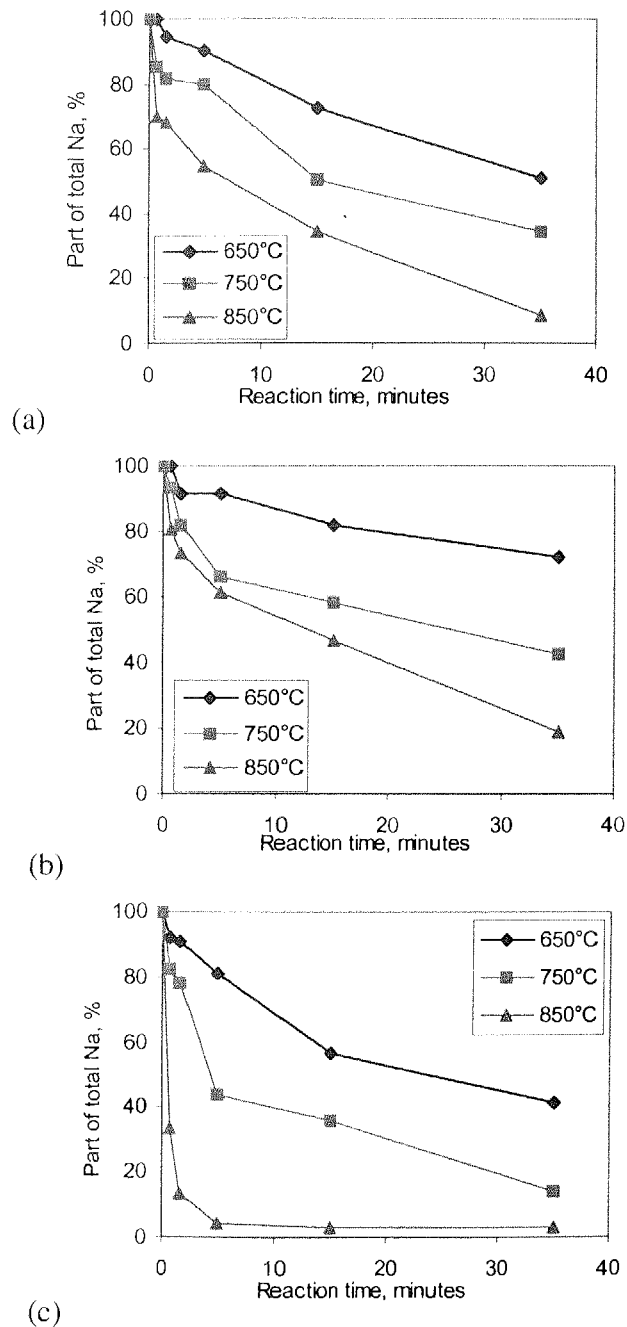 100
80
60
40
20
0
Part of total Na, %
650°C
750°C
850°C
0 10 20 30 40
Reaction time, minutes
(a)
100
80
60
40
20
0
Part of total Na, %
650°C
750°C
850°C
0 10 20 30 40
Reaction time, minutes
(b)
100
80
60
40
20
0
Part of total Na, %
650°C
750°C
850°C
0 10 20 30 40
Reaction time, minutes
(c)